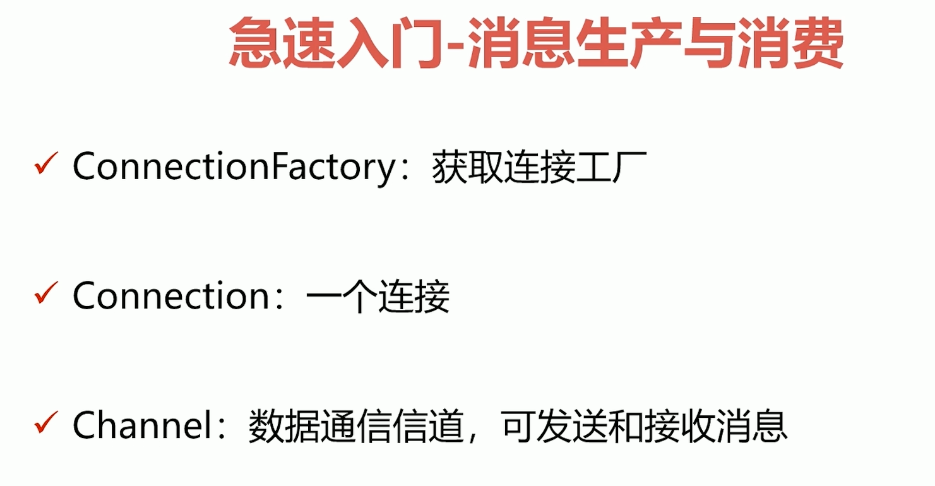 急速入门-消息生产与消费
✓ ConnectionFactory：获取连接工厂
✓ Connection：一个连接
✓ Channel：数据通信信道，可发送和接收消息